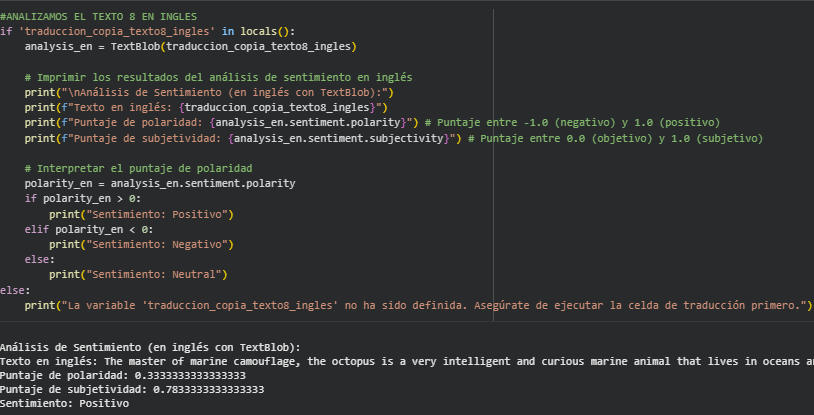 #ANALIZAMOS EL TEXTO 8 EN INGLES
if 'traduccion_copia_texto8_ingles' in locals():
    analysis_en = TextBlob(traduccion_copia_texto8_ingles)

    # Imprimir los resultados del análisis de sentimiento en inglés
    print("\nAnálisis de Sentimiento (en inglés con TextBlob):")
    print(f"Texto en inglés: {traduccion_copia_texto8_ingles}")
    print(f"Puntaje de polaridad: {analysis_en.sentiment.polarity}") # Puntaje entre -1.0 (negativo) y 1.0 (positivo)
    print(f"Puntaje de subjetividad: {analysis_en.sentiment.subjectivity}") # Puntaje entre 0.0 (objetivo) y 1.0 (subjetivo)

    # Interpretar el puntaje de polaridad
    polarity_en = analysis_en.sentiment.polarity
    if polarity_en > 0:
        print("Sentimiento: Positivo")
    elif polarity_en < 0:
        print("Sentimiento: Negativo")
    else:
        print("Sentimiento: Neutral")
else:
    print("La variable 'traduccion_copia_texto8_ingles' no ha sido definida. Asegúrate de ejecutar la celda de traducción primero.")

Análisis de Sentimiento (en inglés con TextBlob):
Texto en inglés: The master of marine camouflage, the octopus is a very intelligent and curious marine animal that lives in oceans
Puntaje de polaridad: 0.3333333333333333
Puntaje de subjetividad: 0.7833333333333333
Sentimiento: Positivo